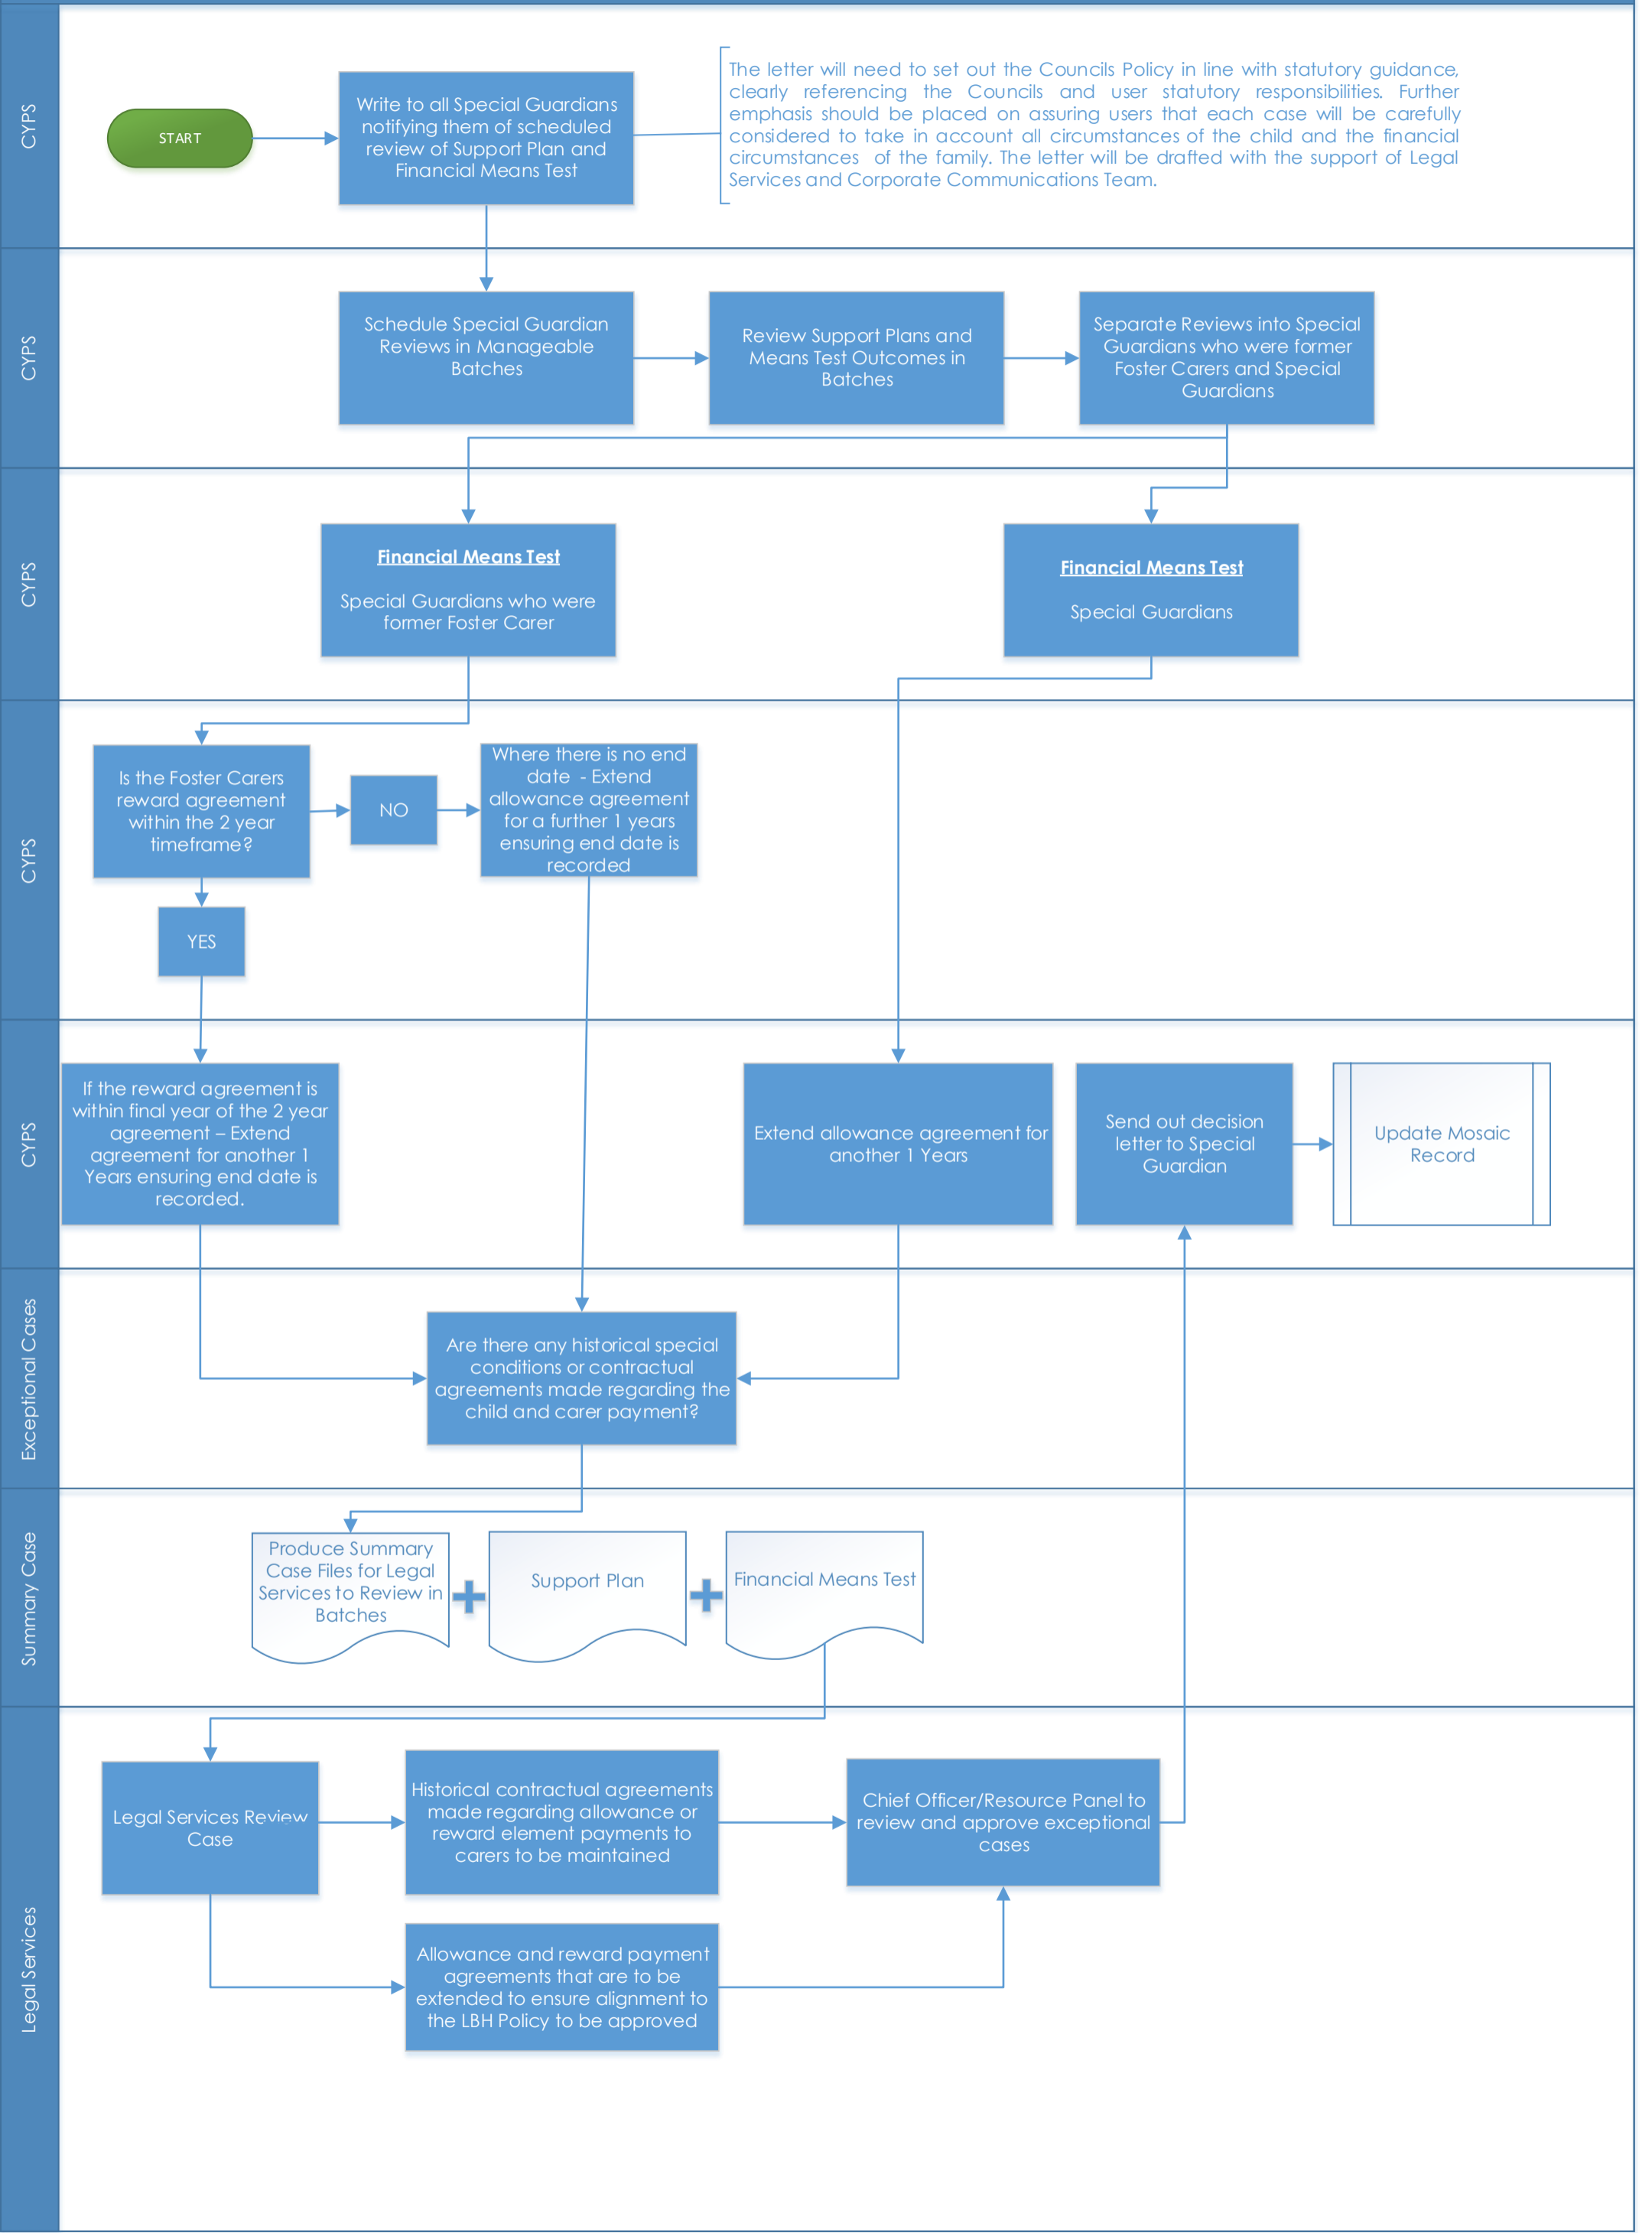 CYPS
START
Write to all Special Guardians
notifying them of scheduled
review of Support Plan and
Financial Means Test
The letter will need to set out the Councils Policy in line with statutory guidance,
clearly referencing the Councils and user statutory responsibilities. Further
emphasis should be placed on assuring users that each case will be carefully
considered to take in account all circumstances of the child and the financial
circumstances of the family. The letter will be drafted with the support of Legal
Services and Corporate Communications Team.
CYPS
Schedule Special Guardian
Reviews in Manageable
Batches
Review Support Plans and
Means Test Outcomes in
Batches
Separate Reviews into Special
Guardians who were former
Foster Carers and Special
Guardians
CYPS
Financial Means Test
Special Guardians who were
former Foster Carer
Financial Means Test
Special Guardians
CYPS
Is the Foster Carers
reward agreement
within the 2 year
timeframe?
NO
Where there is no end
date - Extend
allowance agreement
for a further 1 years
ensuring end date is
recorded
YES
CYPS
If the reward agreement is
within final year of the 2 year
agreement – Extend
agreement for another 1
Years ensuring end date is
recorded.
Extend allowance agreement for
another 1 Years
Send out decision
letter to Special
Guardian
Update Mosaic
Record
Exceptional Cases
Are there any historical special
conditions or contractual
agreements made regarding the
child and carer payment?
Summary Case
Produce Summary
Case Files for Legal
Services to Review in
Batches
Support Plan
Financial Means Test
Legal Services
Legal Services Review
Case
Historical contractual agreements
made regarding allowance or
reward element payments to
carers to be maintained
Chief Officer/Resource Panel to
review and approve exceptional
cases
Allowance and reward payment
agreements that are to be
extended to ensure alignment to
the LBH Policy to be approved